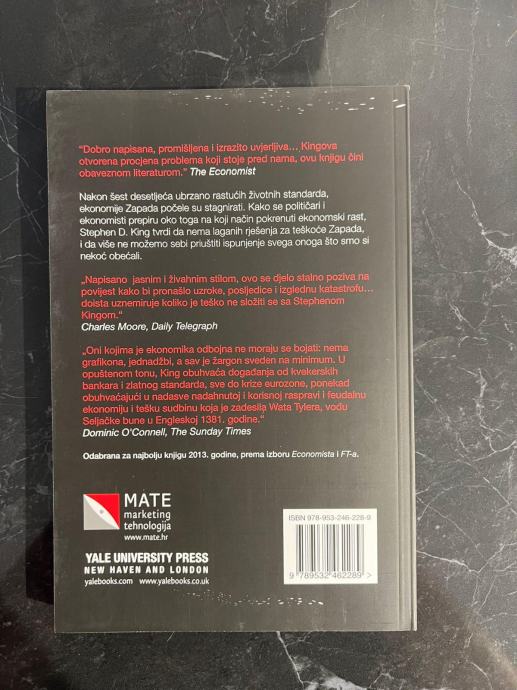 "Dobro napisana, promišljena i izrazito uvjerljiva... Kingova
otvorena procjena problema koji stoje pred nama, ovu knjigu čini
obaveznom literaturom." The Economist
Nakon šest desetljeća ubrzano rastućih životnih standarda,
ekonomije Zapada počele su stagnirati. Kako se političari i
ekonomisti prepiru oko toga na koji način pokrenuti ekonomski rast,
Stephen D. King tvrdi da nema laganih rješenja za teškoće Zapada,
i da više ne možemo sebi priuštiti ispunjenje svega onoga što smo si
nekoć obećali.
„Napisano jasnim i živahnim stilom, ovo se djelo stalno poziva na
povijest kako bi pronašlo uzroke, posljedice i izglednu katastrofu...
doista uznemiruje koliko je teško ne složiti se sa Stephenom
Kingom."
Charles Moore, Daily Telegraph
„Oni kojima je ekonomika odbojna ne moraju se bojati: nema
grafikona, jednadžbi, a sav je žargon sveden na minimum. U
opuštenom tonu, King obuhvaća događanja od kvekerskih
bankara i zlatnog standarda, sve do krize eurozone, ponekad
obuhvaćajući u nadasve nadahnutoj i korisnoj raspravi i feudalnu
ekonomiju i tešku sudbinu koja je zadesila Wata Tylera, vođu
Seljačke bune u Engleskoj 1381. godine."
Dominic O'Connell, The Sunday Times
Odabrana za najbolju knjigu 2013. godine, prema izboru Economista i FT-a.
MATE
marketing
tehnologija
www.mate.hr
YALE UNIVERSITY PRESS
NEW HAVEN AND LONDON
yalebooks.com www.yalebooks.co.uk
ISBN 978-953-246-228-9
9 789532 462289 >